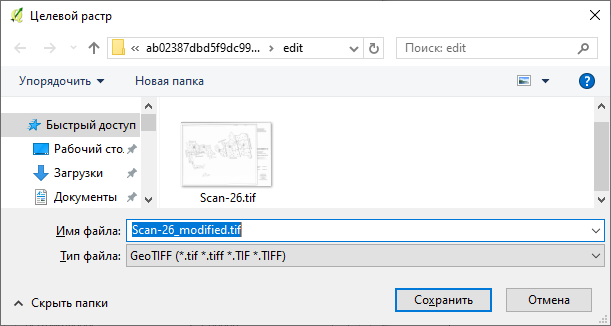 Целевой растр
« ab02387dbd5f9dc99... › edit
Поиск: edit
Упорядочить
Новая папка
Быстрый доступ
Рабочий сто.
Загрузки
Документы
Scan-26.tif
Имя файла: Scan-26_modified.tif
Тип файла: GeoTIFF (*.tif *.tiff *.TIF *.TIFF)
Скрыть папки
Сохранить
Отмена